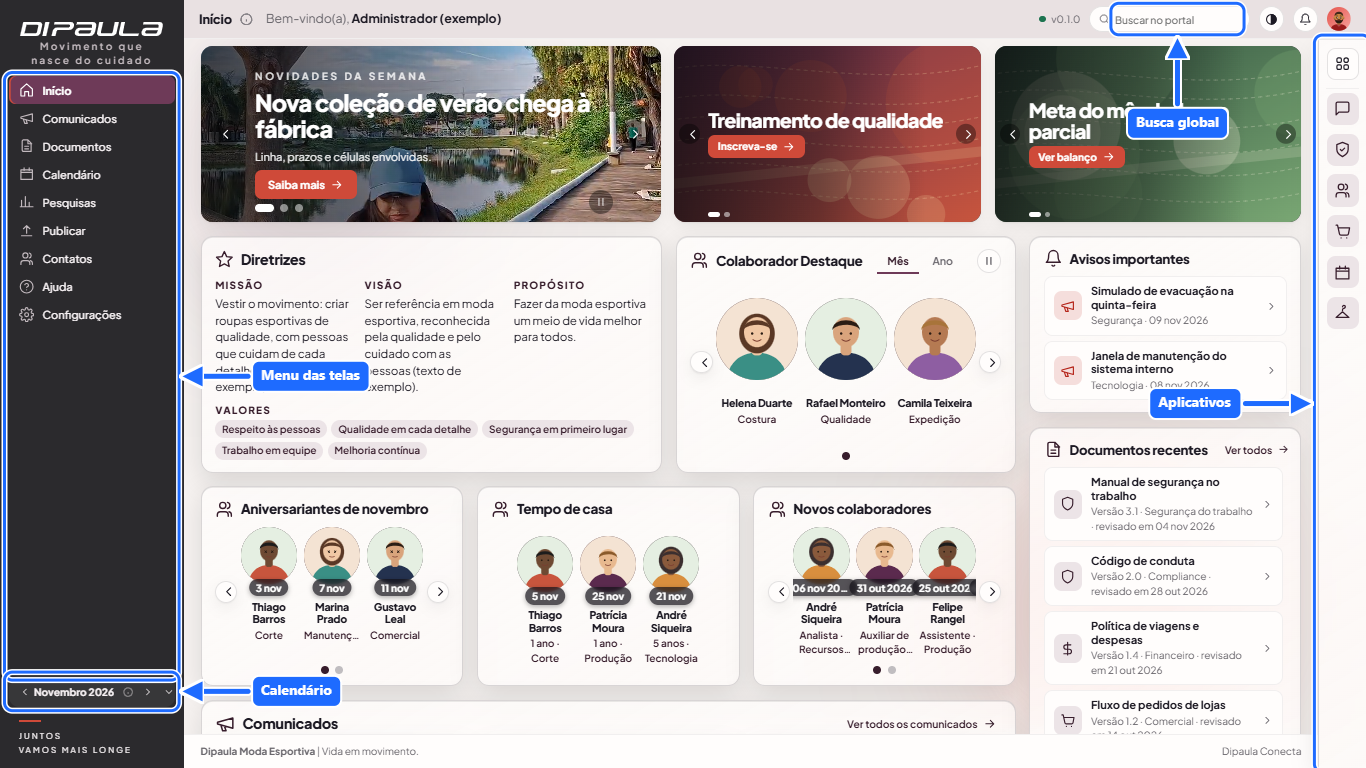 DIPAULA
Movimento que
nasce do cuidado
Início
Comunicados
Documentos
Calendário
Pesquisas
Publicar
Contatos
Ajuda
Configurações
Novembro 2026
JUNTOS
VAMOS MAIS LONGE
Início
Bem-vindo(a), Administrador (exemplo)
v0.1.0
Buscar no portal
NOVIDADES DA SEMANA
Nova coleção de verão chega à
fábrica
Linha, prazos e células envolvidas.
Saiba mais
Treinamento de qualidade
Inscreva-se
Meta do
parcial
Ver balanço
Busca global
Diretrizes
MISSÃO
Vestir o movimento: criar
roupas esportivas de
qualidade, com pessoas
que cuidam de cada
VISÃO
Ser referência em moda
esportiva, reconhecida
pela qualidade e pelo
cuidado com as
pessoas (texto de
exemplo).
PROPÓSITO
Fazer da moda esportiva
um meio de vida melhor
para todos.
Menu das telas
VALORES
Respeito às pessoas
Qualidade em cada detalhe
Segurança em primeiro lugar
Trabalho em equipe
Melhoria contínua
Colaborador Destaque
Mês
Ano
Helena Duarte
Costura
Rafael Monteiro
Qualidade
Camila Teixeira
Expedição
Avisos importantes
Simulado de evacuação na
quinta-feira
Segurança · 09 nov 2026
Janela de manutenção do
sistema interno
Tecnologia · 08 nov 2026
Aplicativos
Documentos recentes
Ver todos
Manual de segurança no
trabalho
Versão 3.1 · Segurança do trabalho
· revisado em 04 nov 2026
Código de conduta
Versão 2.0 · Compliance ·
revisado em 28 out 2026
Política de viagens e
despesas
Versão 1.4 · Financeiro · revisado
em 21 out 2026
Fluxo de pedidos de lojas
Versão 1.2 · Comercial · revisado
Aniversariantes de novembro
3 nov
Thiago
Barros
Corte
7 nov
Marina
Prado
Manutenç...
11 nov
Gustavo
Leal
Comercial
Tempo de casa
5 nov
Thiago
Barros
1 ano ·
Corte
25 nov
Patrícia
Moura
1 ano ·
Produção
21 nov
André
Siqueira
5 anos ·
Tecnologia
Novos colaboradores
06 nov 20...
André
Siqueira
Analista ·
Recursos...
31 out 2026
Patrícia
Moura
Auxiliar de
produção...
25 out 202
Felipe
Rangel
Assistente ·
Produção
Calendário
Comunicados
Ver todos os comunicados
Dipaula Moda Esportiva | Vida em movimento.
Dipaula Conecta